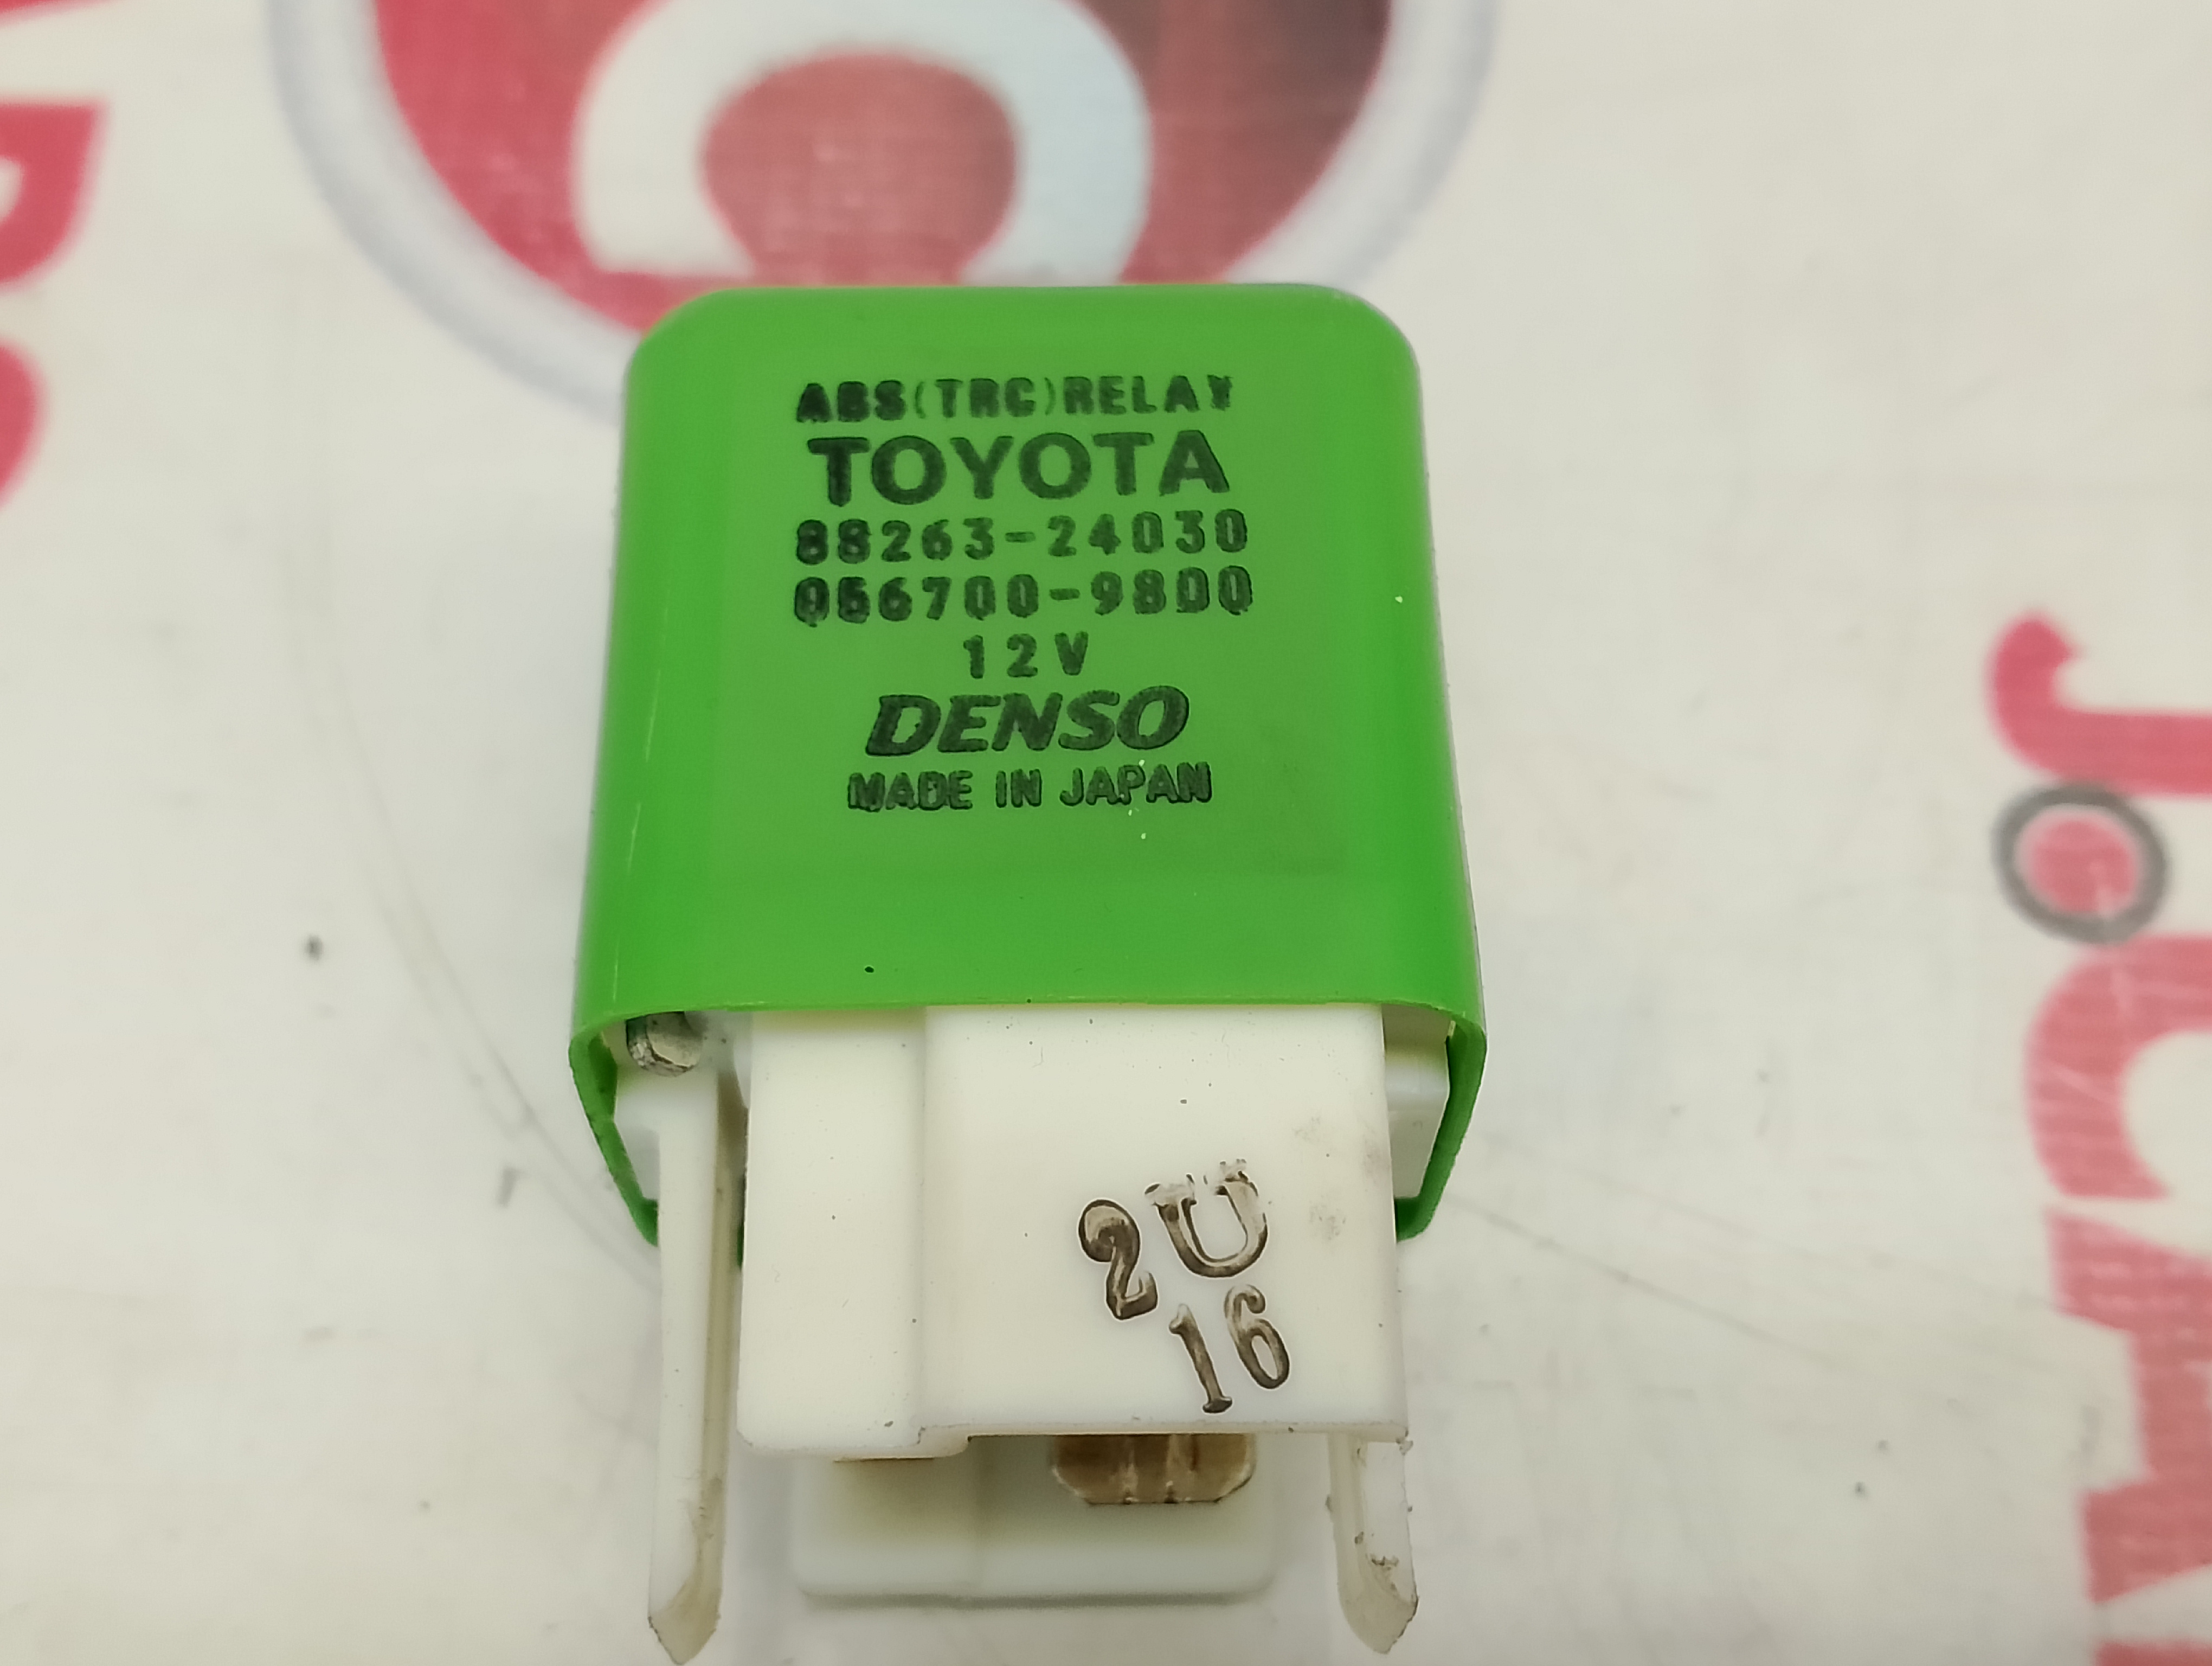 ABS(TRC)RELAY
TOYOTA
88263-24030
056700-9800
12V
DENSO
MADE IN JAPAN
2U
16